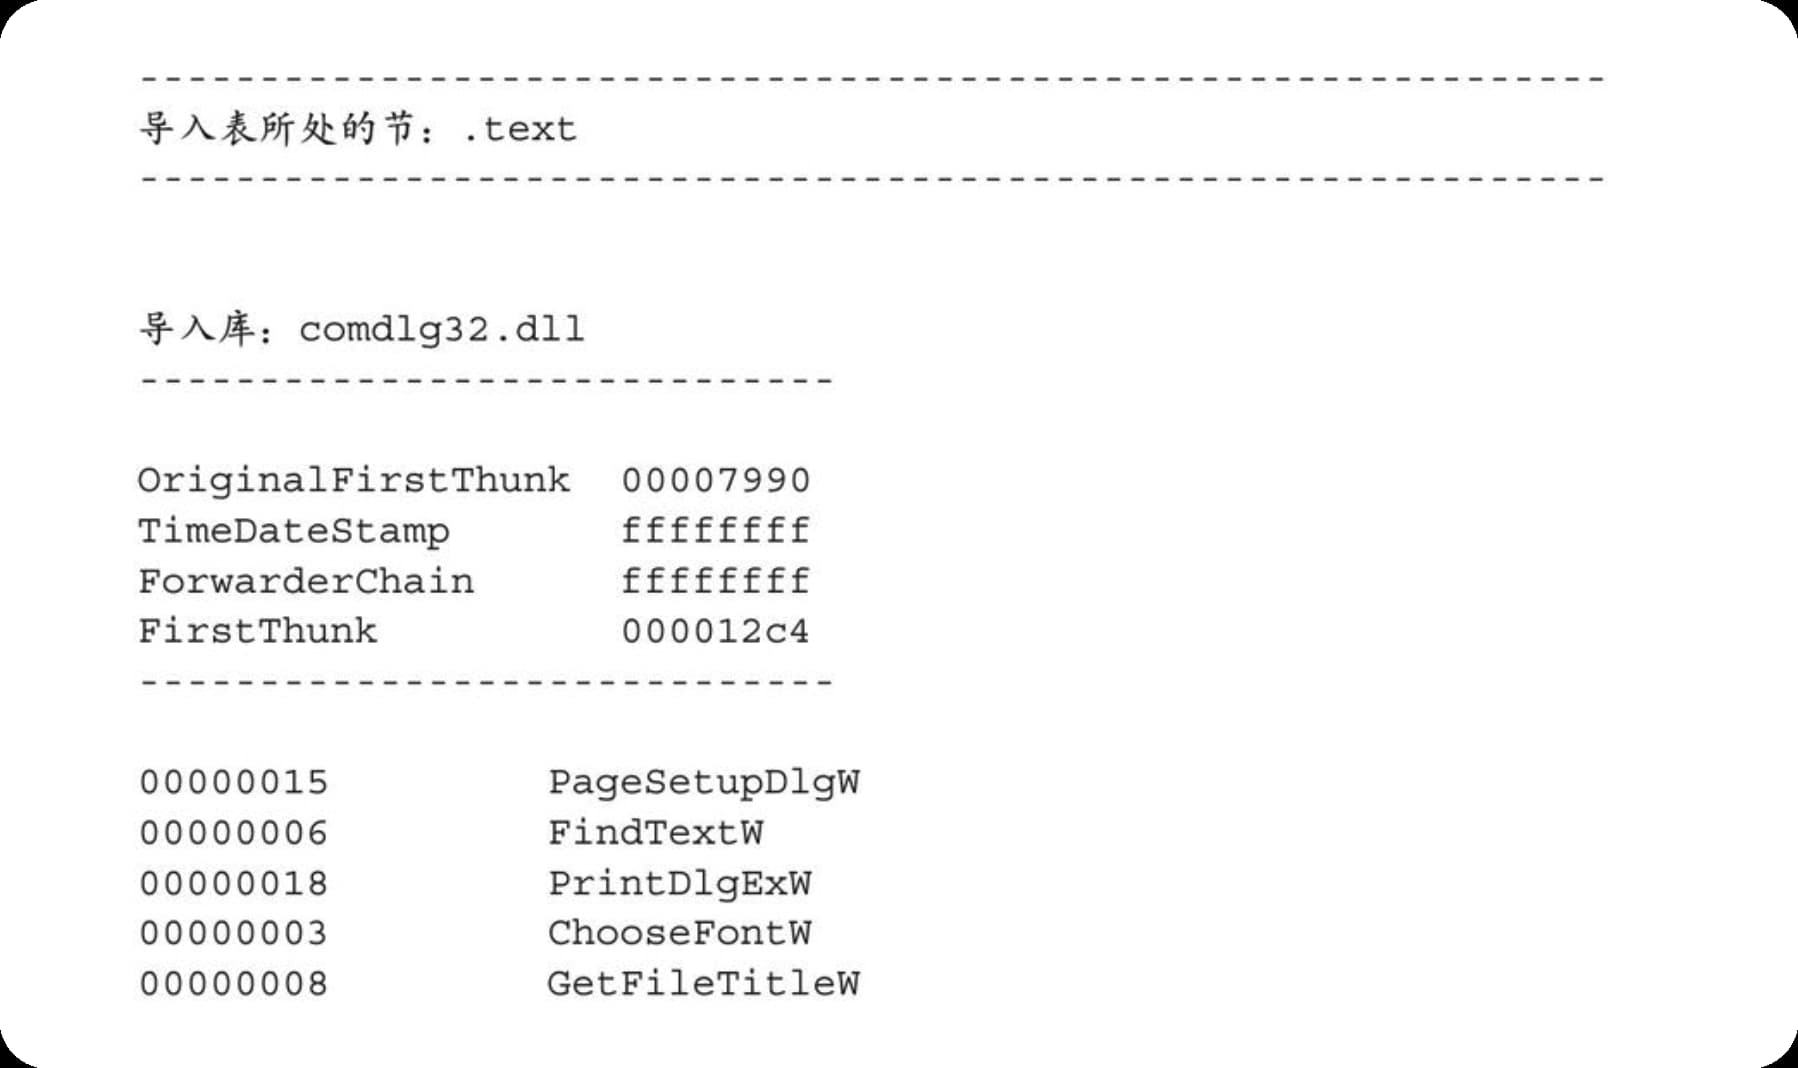 -------------------------------------------------------------
导入表所处的节：.text
-------------------------------------------------------------
导入库：comdlg32.dll
-----------------------------
OriginalFirstThunk  00007990
TimeDateStamp       ffffffff
ForwarderChain      ffffffff
FirstThunk          000012c4
-----------------------------
00000015         PageSetupDlgW
00000006         FindTextW
00000018         PrintDlgExW
00000003         ChooseFontW
00000008         GetFileTitleW